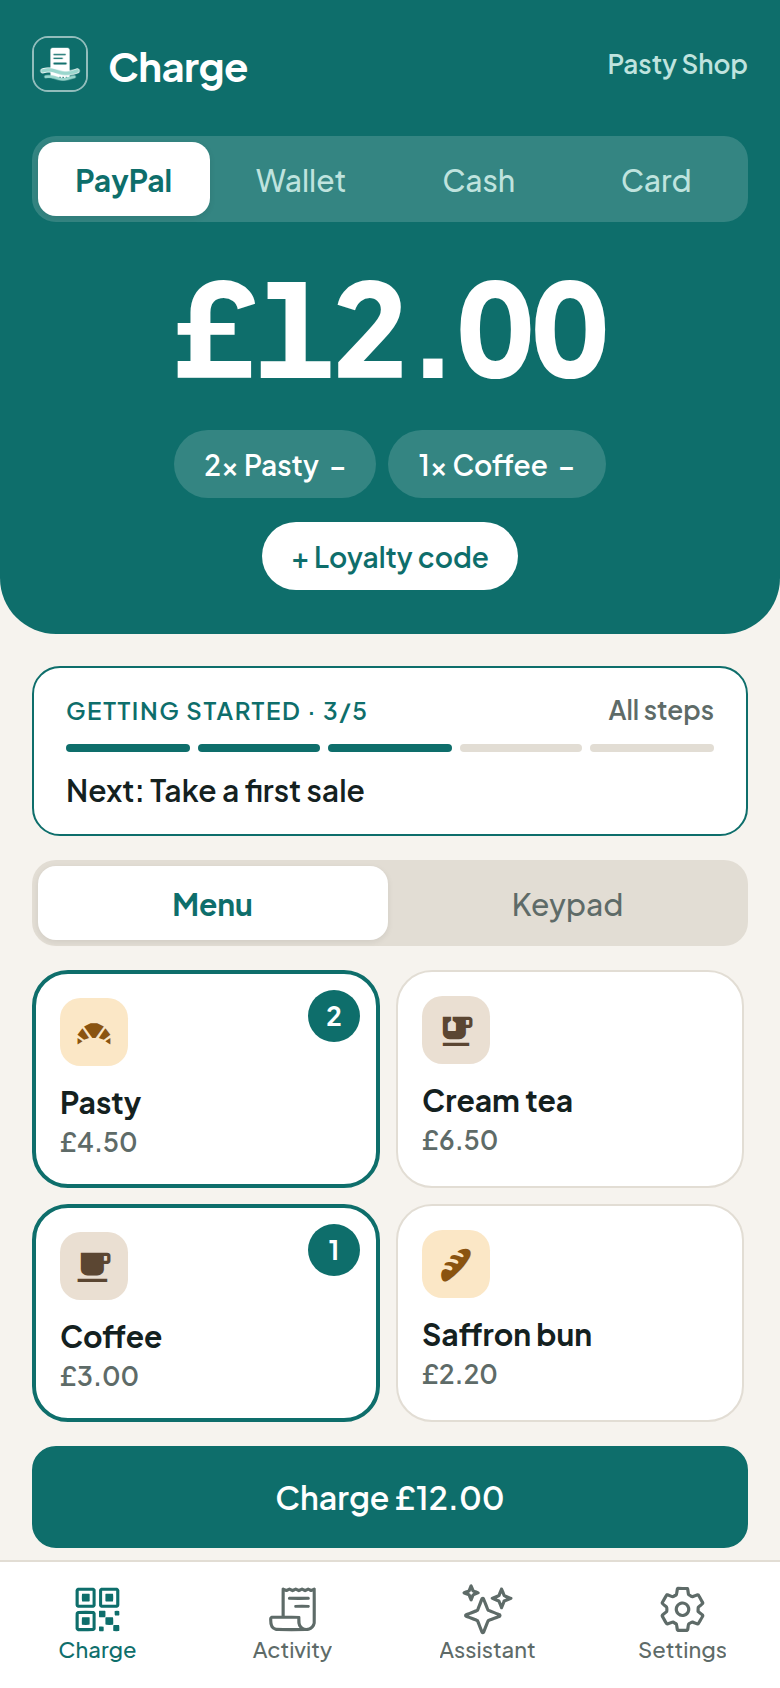 Charge
Pasty Shop
PayPal
Wallet
Cash
Card
£12.00
2× Pasty –
1× Coffee –
+ Loyalty code
GETTING STARTED · 3/5
All steps
Next: Take a first sale
Menu
Keypad
2
Pasty
£4.50
Cream tea
£6.50
1
Coffee
£3.00
Saffron bun
£2.20
Charge £12.00
Charge
Activity
Assistant
Settings